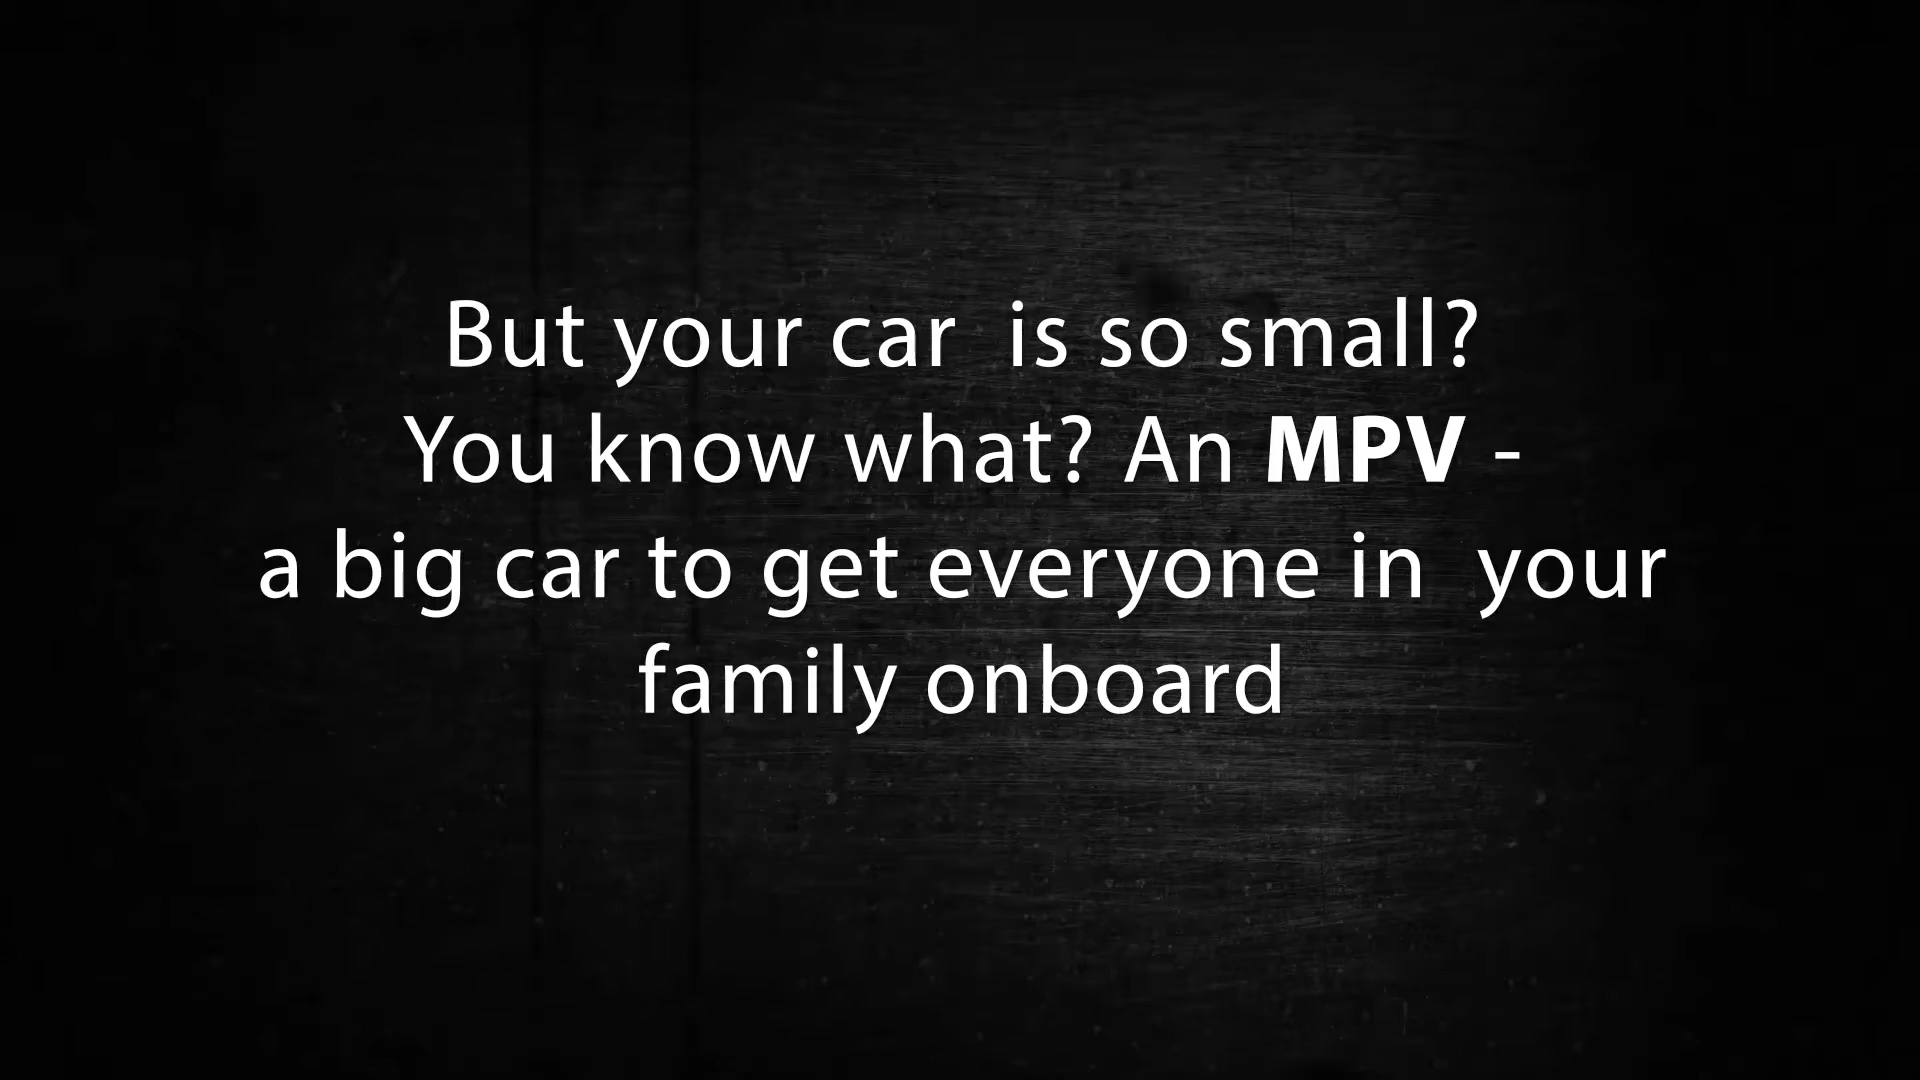 But your car  is so small?
You know what? An MPV -
a big car to get everyone in  your
family onboard